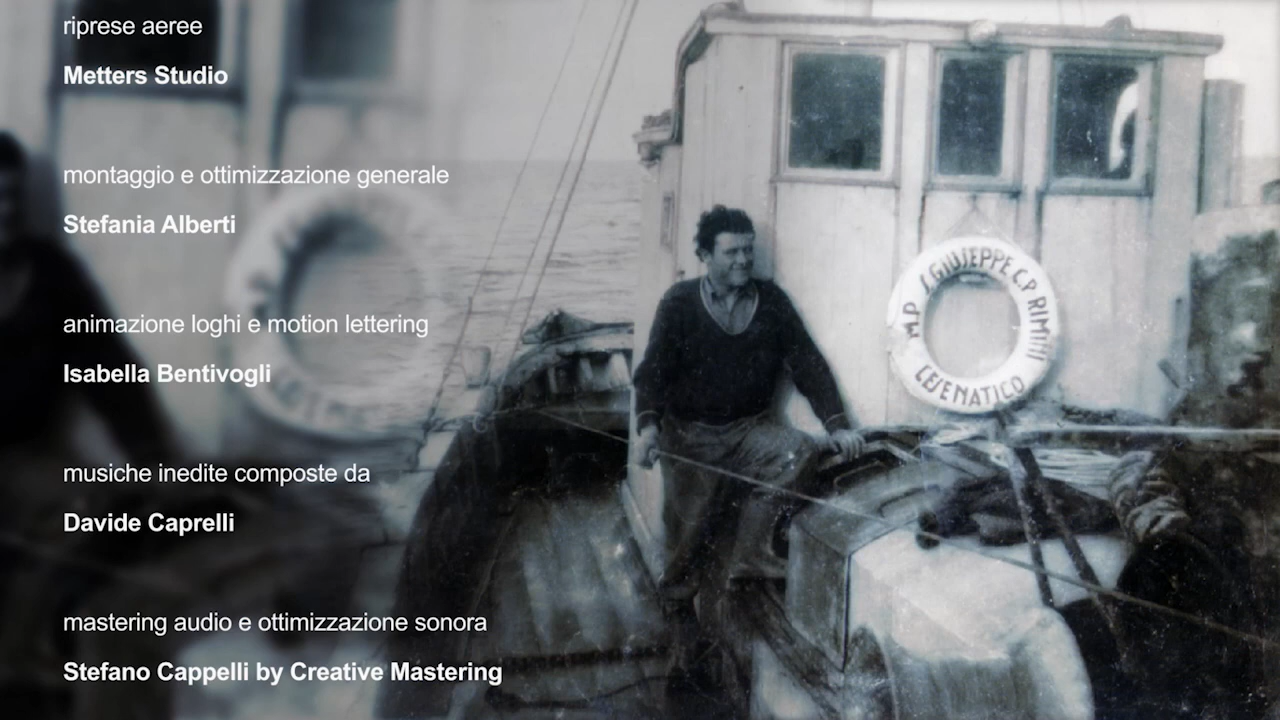 riprese aeree
Metters Studio
montaggio e ottimizzazione generale
Stefania Alberti
animazione loghi e motion lettering
Isabella Bentivogli
musiche inedite composte da
Davide Caprelli
mastering audio e ottimizzazione sonora
Stefano Cappelli by Creative Mastering
M.P. S.GIUSEPPE C.P RIMINI
CESENATICO